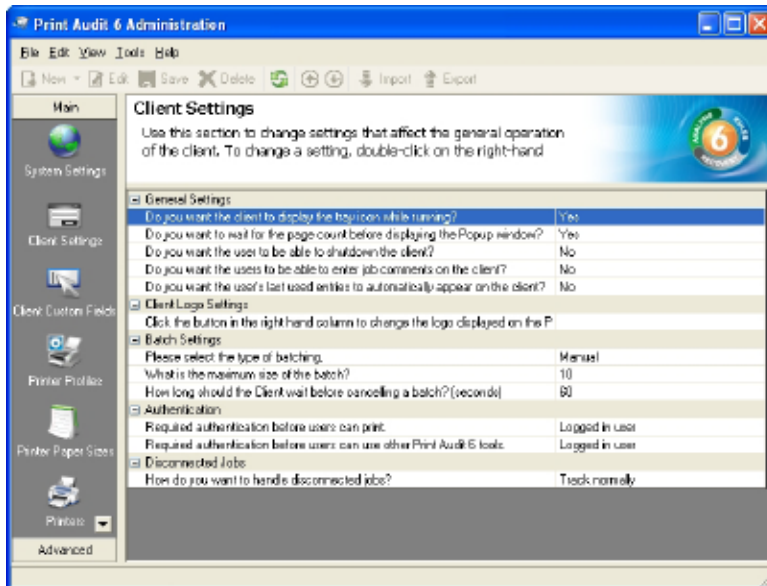 Print Audit 6 Administration
File Edit View Tools Help
New Edit Save Delete Import Export
Main
System Settings
Client Settings
Client Custom Fields
Printer Profiles
Printer Paper Sizes
Printers
Advanced
Client Settings
Use this section to change settings that affect the general operation
of the client. To change a setting, double-click on the right-hand
ANALYSIS RULES RECOVERY 6
General Settings
Do you want the client to display the tray icon while running? Yes
Do you want to wait for the page count before displaying the Popup window? Yes
Do you want the user to be able to shutdown the client? No
Do you want the users to be able to enter job comments on the client? No
Do you want the user's last used entries to automatically appear on the client? No
Client Logo Settings
Click the button in the right hand column to change the logo displayed on the P
Batch Settings
Please select the type of batching. Manual
What is the maximum size of the batch? 10
How long should the Client wait before cancelling a batch? (seconds) 60
Authentication
Required authentication before users can print. Logged in user
Required authentication before users can use other Print Audit 6 tools. Logged in user
Disconnected Jobs
How do you want to handle disconnected jobs? Track normally